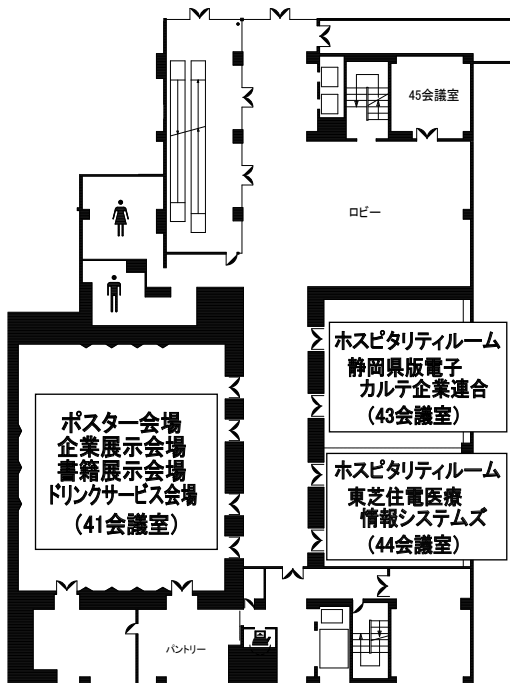 45会議室
ロビー
ホスピタリティルーム
静岡県版電子
カルテ企業連合
(43会議室)
ポスター会場
企業展示会場
書籍展示会場
ドリンクサービス会場
(41会議室)
ホスピタリティルーム
東芝住電医療
情報システムズ
(44会議室)
パントリー